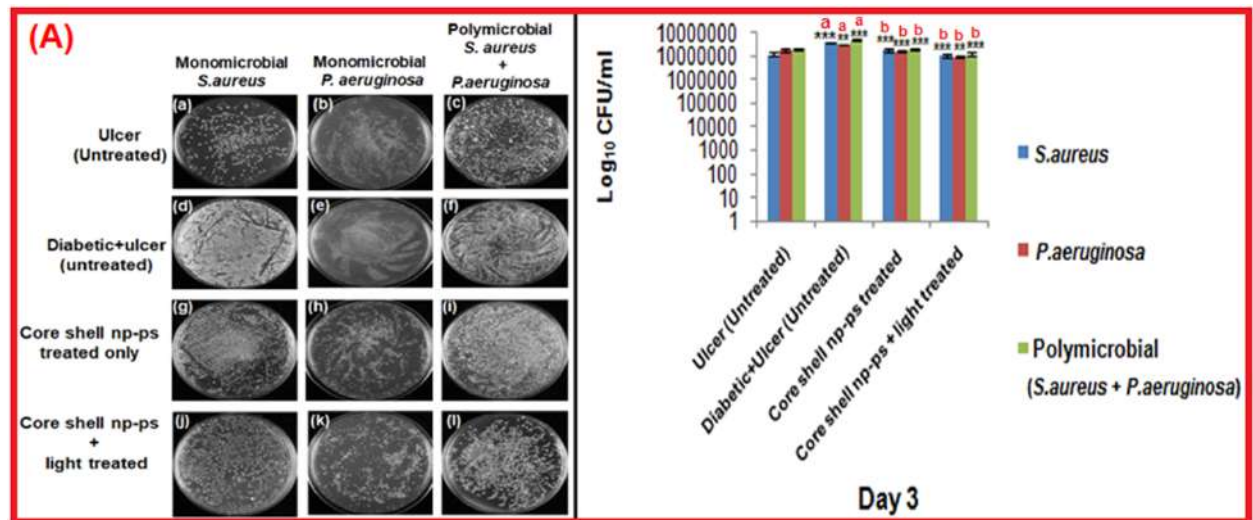 (A)
Monomicrobial
S.aureus
Monomicrobial
P. aeruginosa
Polymicrobial
S. aureus
+
P.aeruginosa
Ulcer
(Untreated)
(a)
(b)
(c)
Diabetic+ulcer
(untreated)
(d)
(e)
(f)
Core shell np-ps
treated only
(g)
(h)
(i)
Core shell np-ps
+
light treated
(j)
(k)
(l)
Log10 CFU/ml
100000000
10000000
1000000
100000
10000
1000
100
10
1
a a a
*** ** ***
b b b
*** *** ***
b b b
*** ** ***
Ulcer (Untreated)
Diabetic+Ulcer (Untreated)
Core shell np-ps treated
Core shell np-ps + light treated
S.aureus
P.aeruginosa
Polymicrobial
(S.aureus + P.aeruginosa)
Day 3